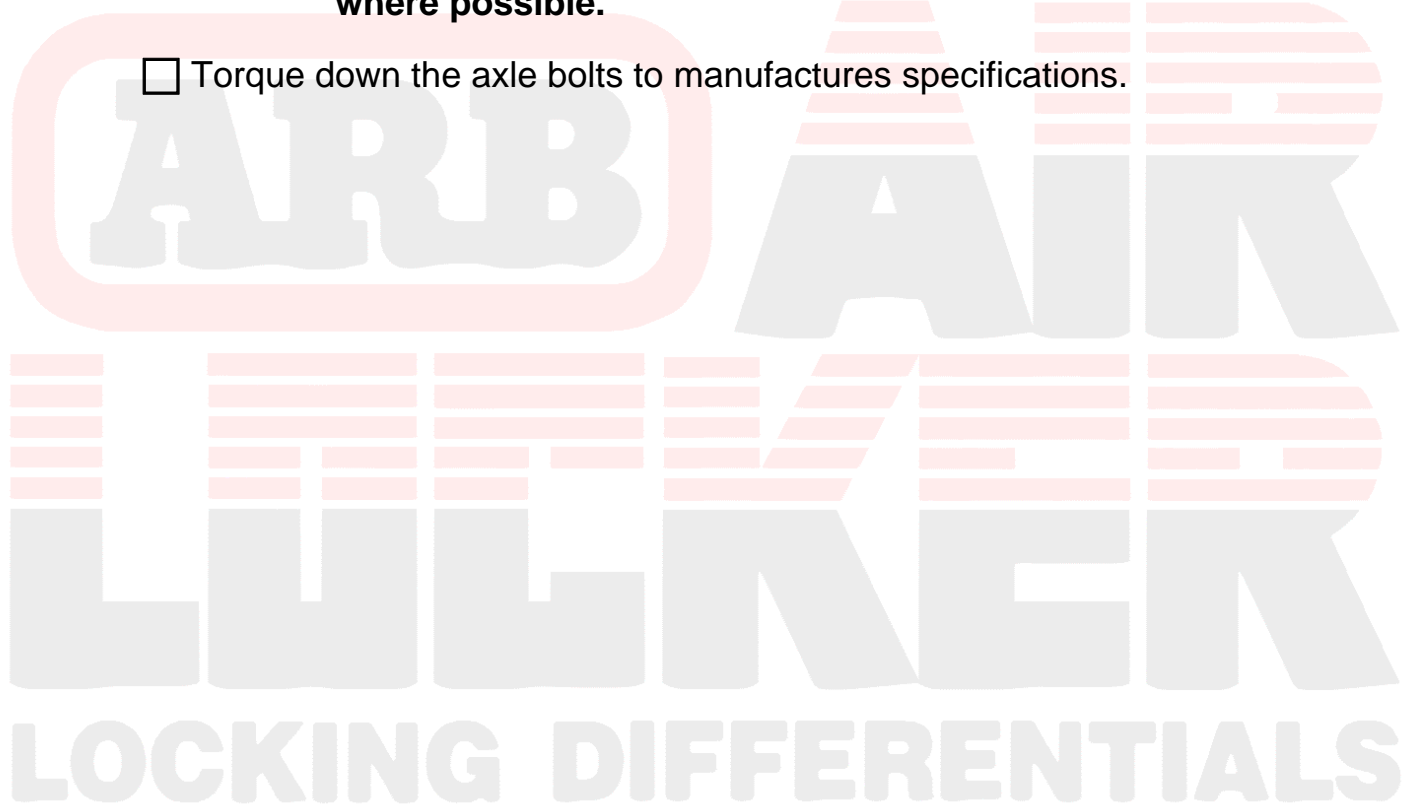 where possible.
☐ Torque down the axle bolts to manufactures specifications.
ARB AIR
LOCKER
LOCKING DIFFERENTIALS